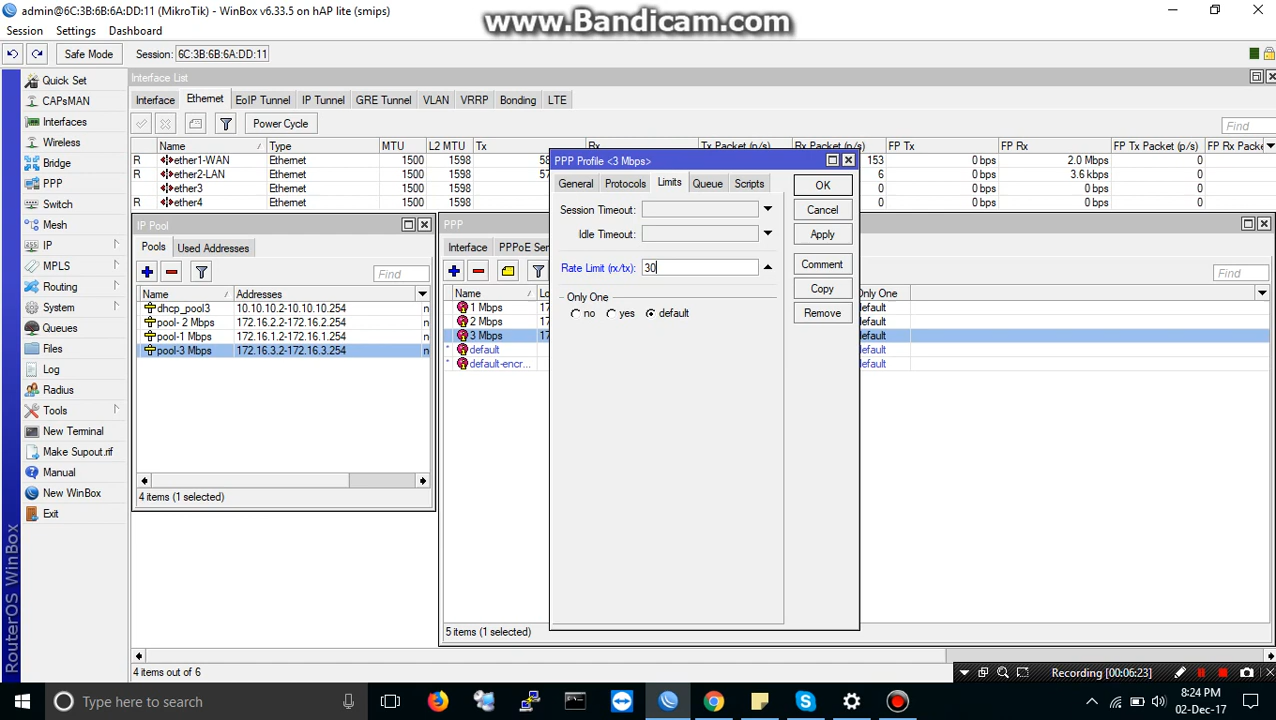 admin@6C:3B:6B:6A:DD:11 (MikroTik) - WinBox v6.33.5 on hAP lite (smips)
www.Bandicam.com
Session Settings Dashboard
Safe Mode Session: 6C:3B:6B:6A:DD:11
Quick Set
CAPsMAN
Interfaces
Wireless
Bridge
PPP
Switch
Mesh
IP
MPLS
Routing
System
Queues
Files
Log
Radius
Tools
New Terminal
Make Supout.rif
Manual
New WinBox
Exit
RouterOS WinBox
Interface List
Interface Ethernet EoIP Tunnel IP Tunnel GRE Tunnel VLAN VRRP Bonding LTE
Power Cycle Find
Name Type MTU L2 MTU Tx Rx Tx Packet (p/s) Rx Packet (p/s) FP Tx FP Rx FP Tx Packet (p/s) FP Rx Packet
R ether1-WAN Ethernet 1500 1598 58 153 0 bps 2.0 Mbps 0
R ether2-LAN Ethernet 1500 1598 57 6 0 bps 3.6 kbps 0
ether3 Ethernet 1500 1598 0 0 bps 0 bps 0
R ether4 Ethernet 1500 1598 0 0 bps 0 bps 0
IP Pool
Pools Used Addresses
Find
Name Addresses
dhcp_pool3 10.10.10.2-10.10.10.254 n
pool- 2 Mbps 172.16.2.2-172.16.2.254 n
pool-1 Mbps 172.16.1.2-172.16.1.254 n
pool-3 Mbps 172.16.3.2-172.16.3.254 n
4 items (1 selected)
PPP
Interface PPPoE Ser
Find
Name Lo Only One
1 Mbps 17 default
2 Mbps 17 default
3 Mbps 17 default
* default default
* default-encr... default
5 items (1 selected)
PPP Profile <3 Mbps>
General Protocols Limits Queue Scripts
Session Timeout:
Idle Timeout:
Rate Limit (rx/tx): 30
Only One
no yes default
OK
Cancel
Apply
Comment
Copy
Remove
4 items out of 6
Recording [00:06:23]
Type here to search
8:24 PM
02-Dec-17